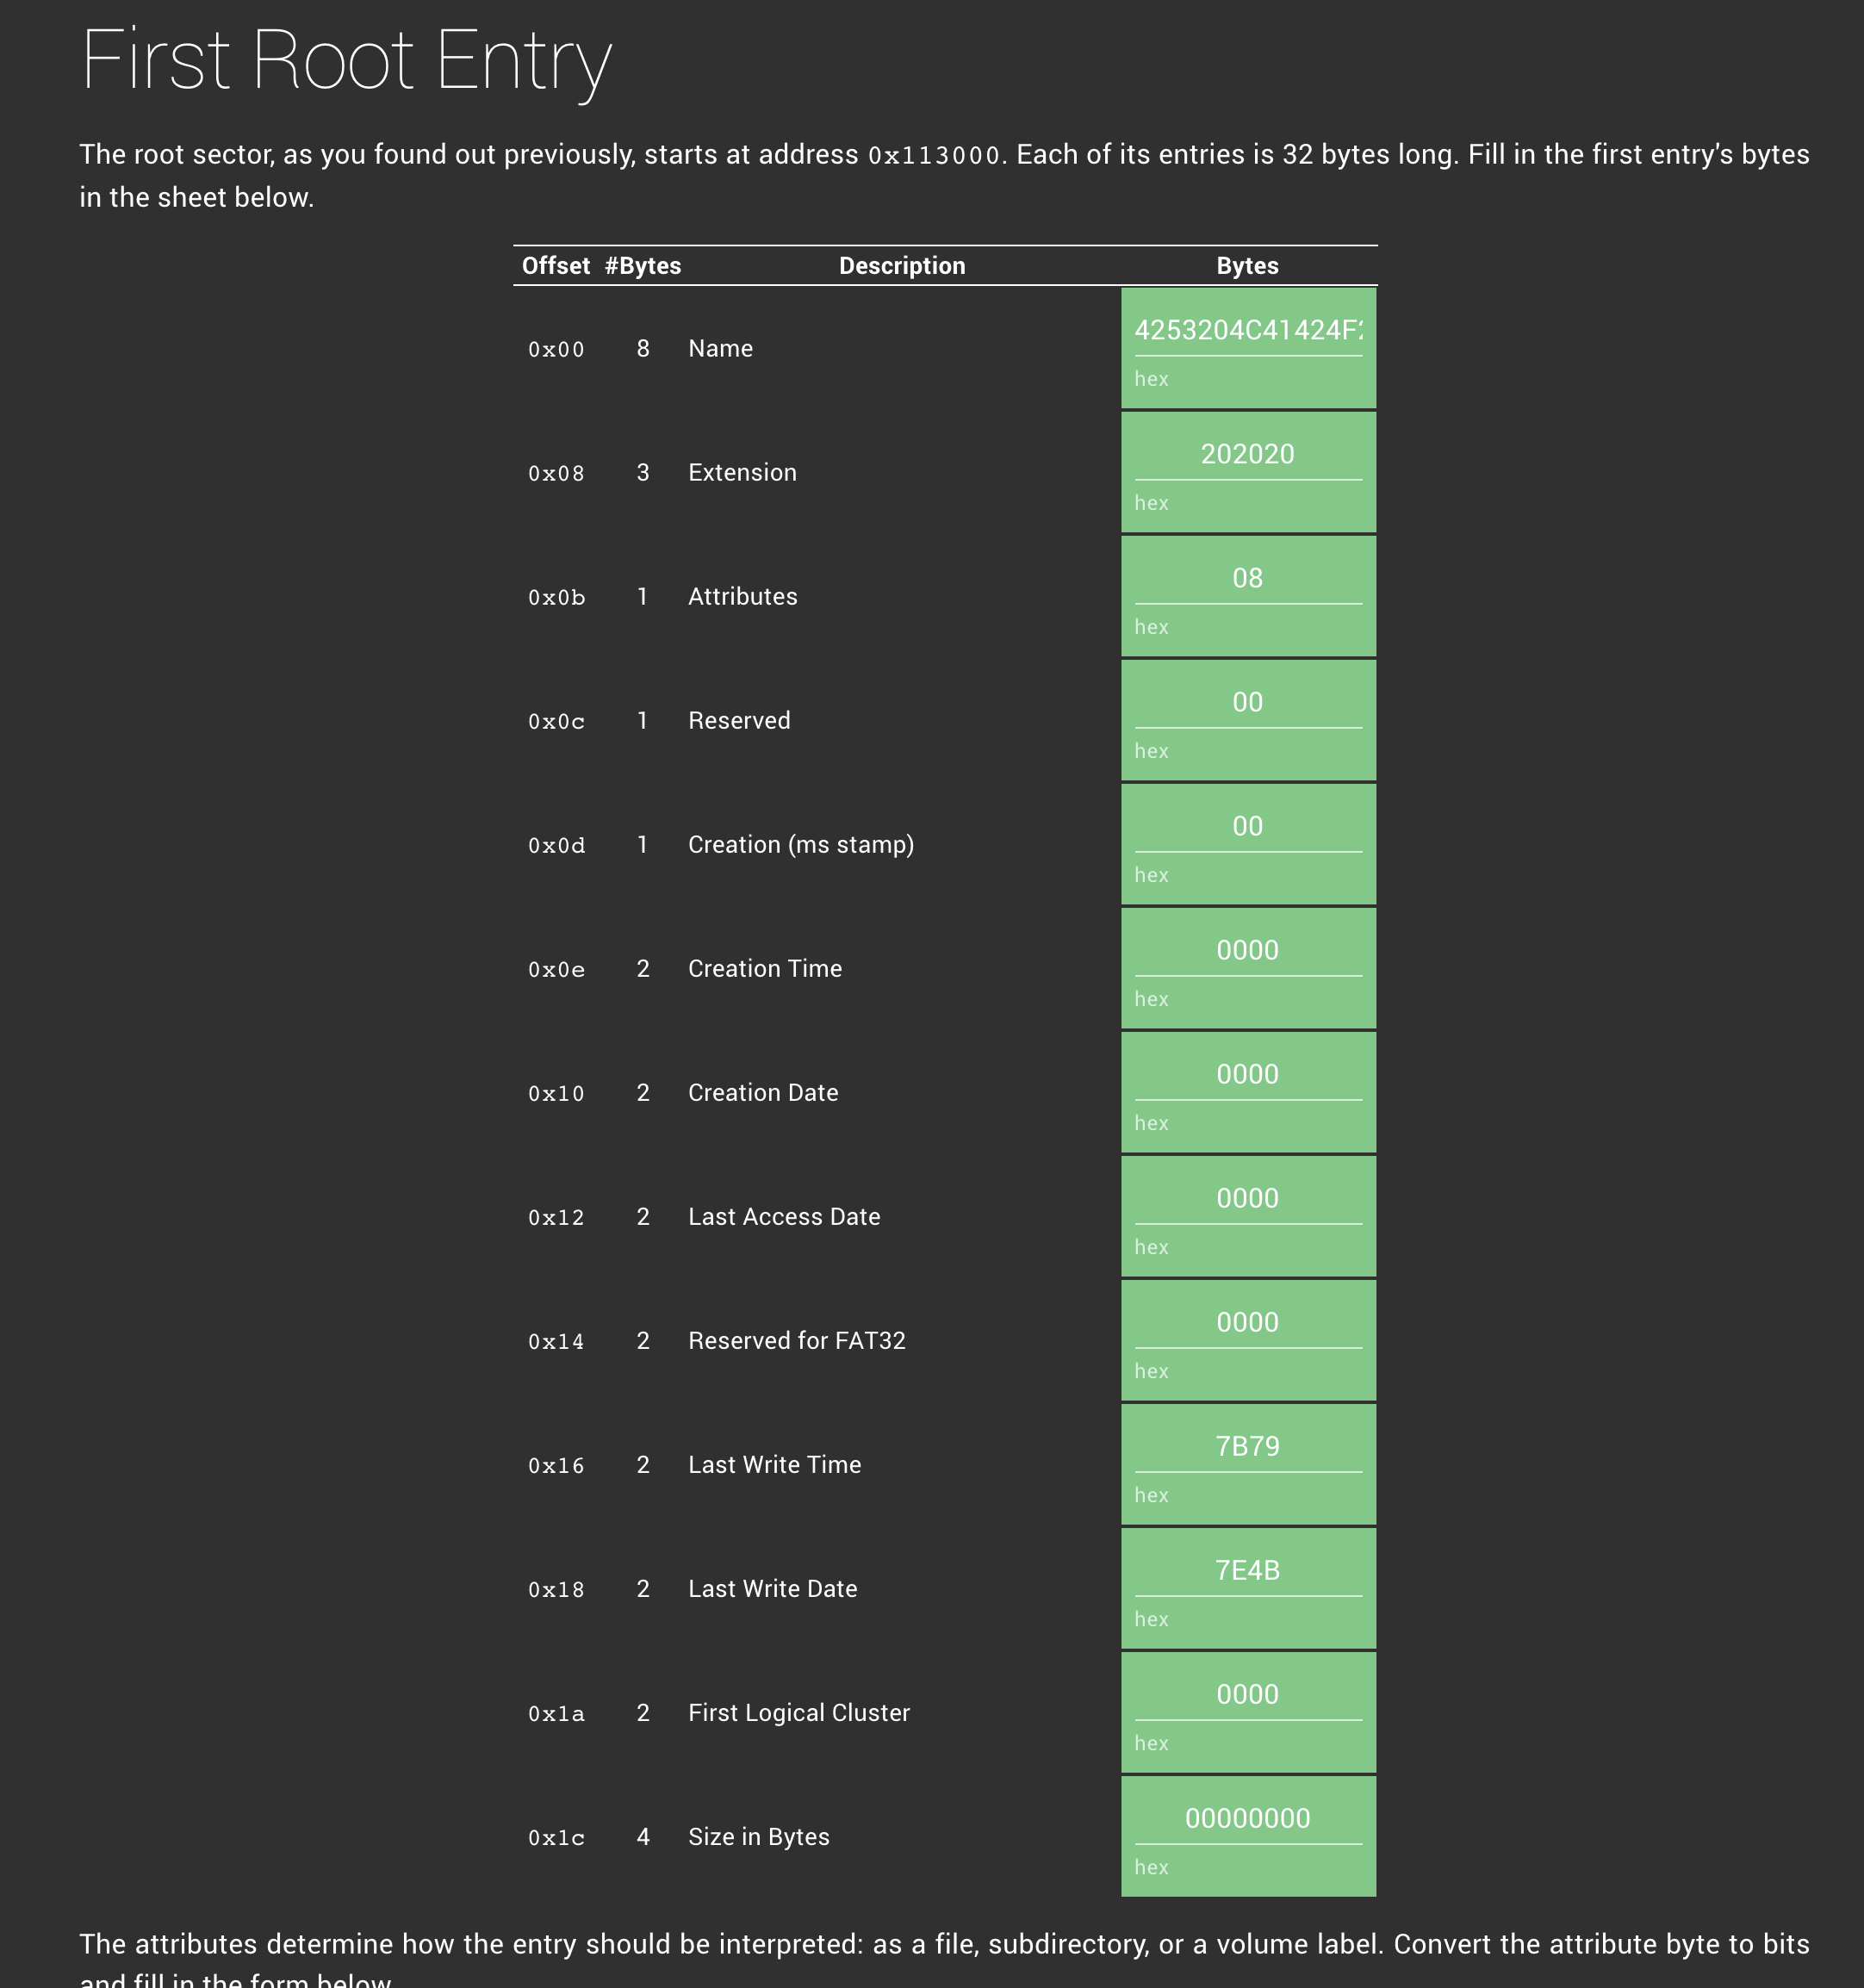 First Root Entry
The root sector, as you found out previously, starts at address 0x113000. Each of its entries is 32 bytes long. Fill in the first entry's bytes
in the sheet below.
Offset #Bytes Description Bytes
4253204C41424F2
0x00 8 Name
hex
202020
0x08 3 Extension
hex
08
0x0b 1 Attributes
hex
00
0x0c 1 Reserved
hex
00
0x0d 1 Creation (ms stamp)
hex
0000
0x0e 2 Creation Time
hex
0000
0x10 2 Creation Date
hex
0000
0x12 2 Last Access Date
hex
0000
0x14 2 Reserved for FAT32
hex
7B79
0x16 2 Last Write Time
hex
7E4B
0x18 2 Last Write Date
hex
0000
0x1a 2 First Logical Cluster
hex
00000000
0x1c 4 Size in Bytes
hex
The attributes determine how the entry should be interpreted: as a file, subdirectory, or a volume label. Convert the attribute byte to bits
and fill in the form below.